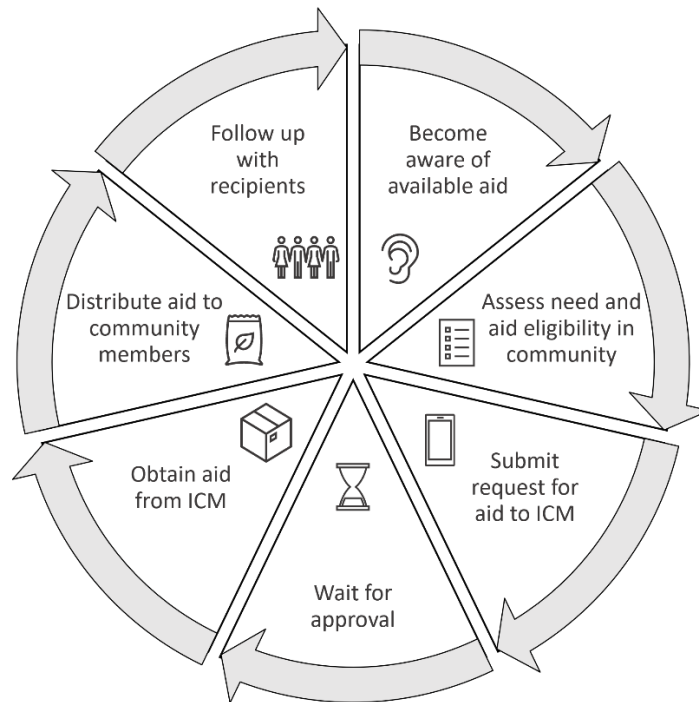 Become
aware of
available aid
Assess need and
aid eligibility in
community
Submit
request for
aid to ICM
Wait for
approval
Obtain aid
from ICM
Distribute aid to
community
members
Follow up
with
recipients